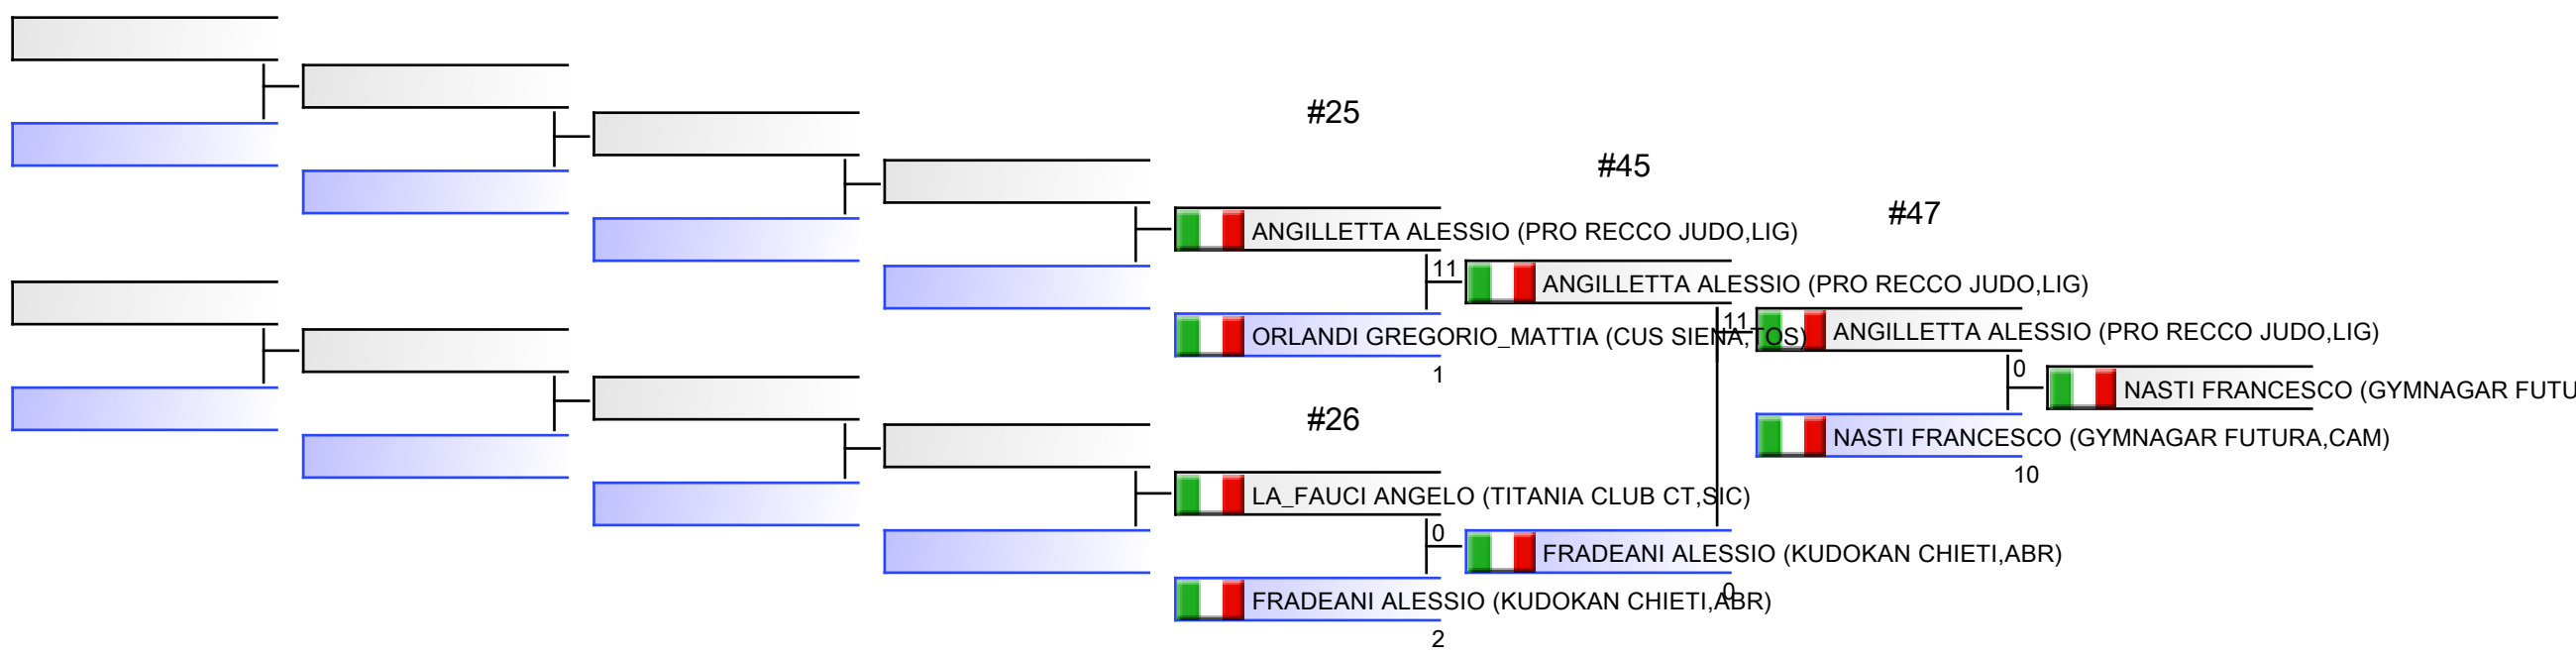 #25
#45
#47
ANGILLETTA ALESSIO (PRO RECCO JUDO,LIG)
11
ANGILLETTA ALESSIO (PRO RECCO JUDO,LIG)
ORLANDI GREGORIO_MATTIA (CUS SIENA,TOS)
11
ANGILLETTA ALESSIO (PRO RECCO JUDO,LIG)
1
0
NASTI FRANCESCO (GYMNAGAR FUTU
#26
NASTI FRANCESCO (GYMNAGAR FUTURA,CAM)
10
LA_FAUCI ANGELO (TITANIA CLUB CT,SIC)
0
FRADEANI ALESSIO (KUDOKAN CHIETI,ABR)
0
FRADEANI ALESSIO (KUDOKAN CHIETI,ABR)
2